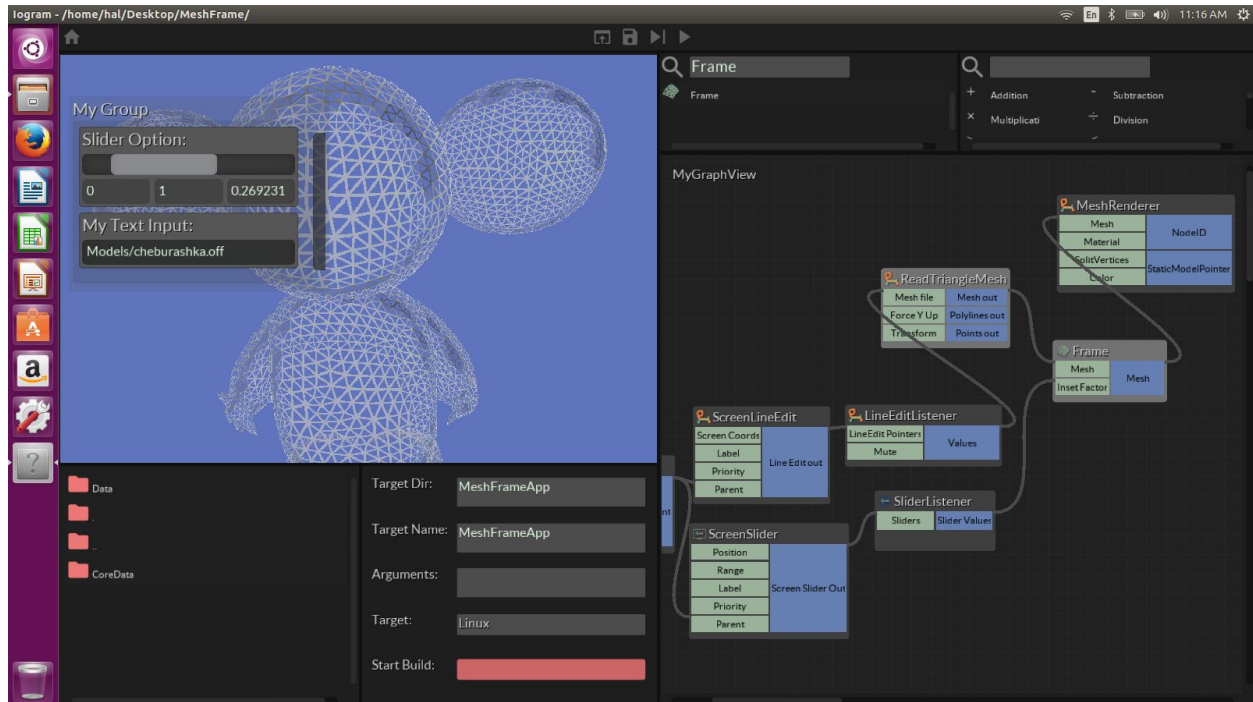 Iogram - /home/hal/Desktop/MeshFrame/
En
11:16 AM
My Group
Slider Option:
0 1 0.269231
My Text Input:
Models/cheburashka.off
Frame
Frame
+ Addition - Subtraction
× Multiplicati ÷ Division
MyGraphView
MeshRenderer
Mesh
Material
SplitVertices
Color
NodeID
StaticModelPointer
ReadTriangleMesh
Mesh file Mesh out
Force Y Up Polylines out
Transform Points out
Frame
Mesh
Inset Factor
Mesh
ScreenLineEdit
Screen Coords
Label
Priority
Parent
Line Edit out
LineEditListener
LineEdit Pointers
Mute
Values
SliderListener
Sliders Slider Values
nt
ScreenSlider
Position
Range
Label
Priority
Parent
Screen Slider Out
Data
.
..
CoreData
Target Dir: MeshFrameApp
Target Name: MeshFrameApp
Arguments:
Target: Linux
Start Build: